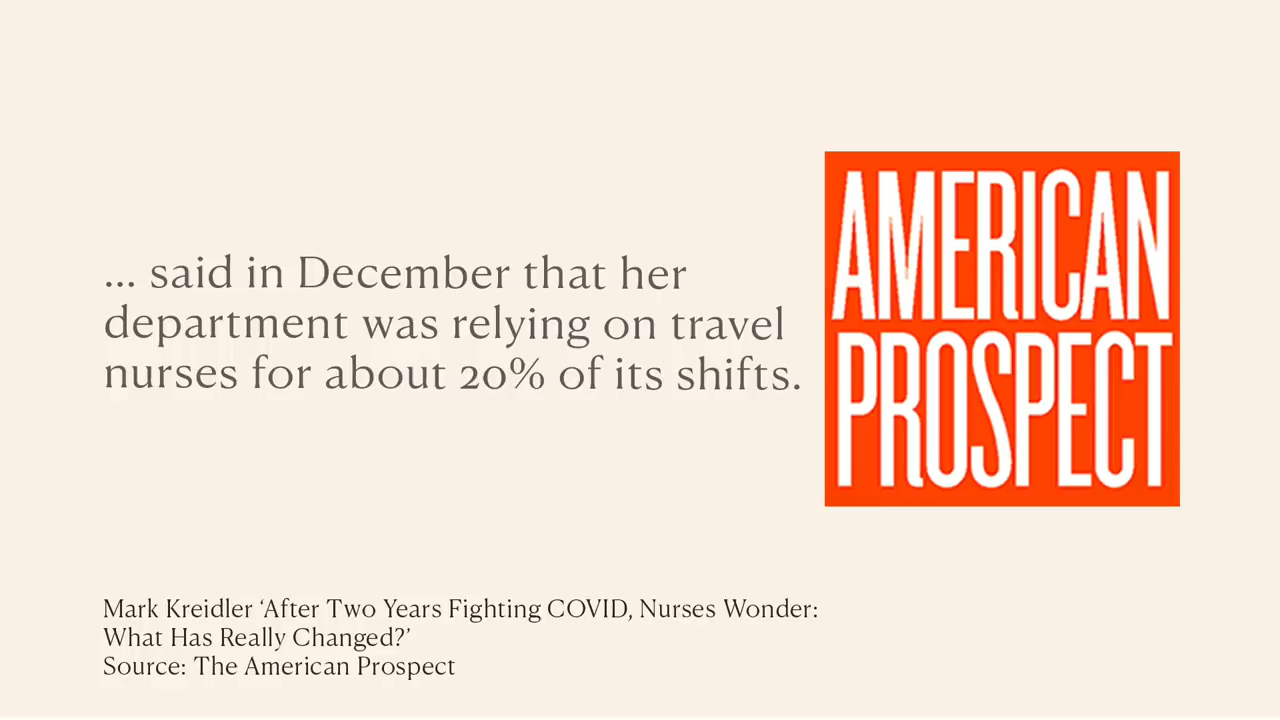 ... said in December that her
department was relying on travel
nurses for about 20% of its shifts.
AMERICAN
PROSPECT
Mark Kreidler ‘After Two Years Fighting COVID, Nurses Wonder:
What Has Really Changed?’
Source: The American Prospect